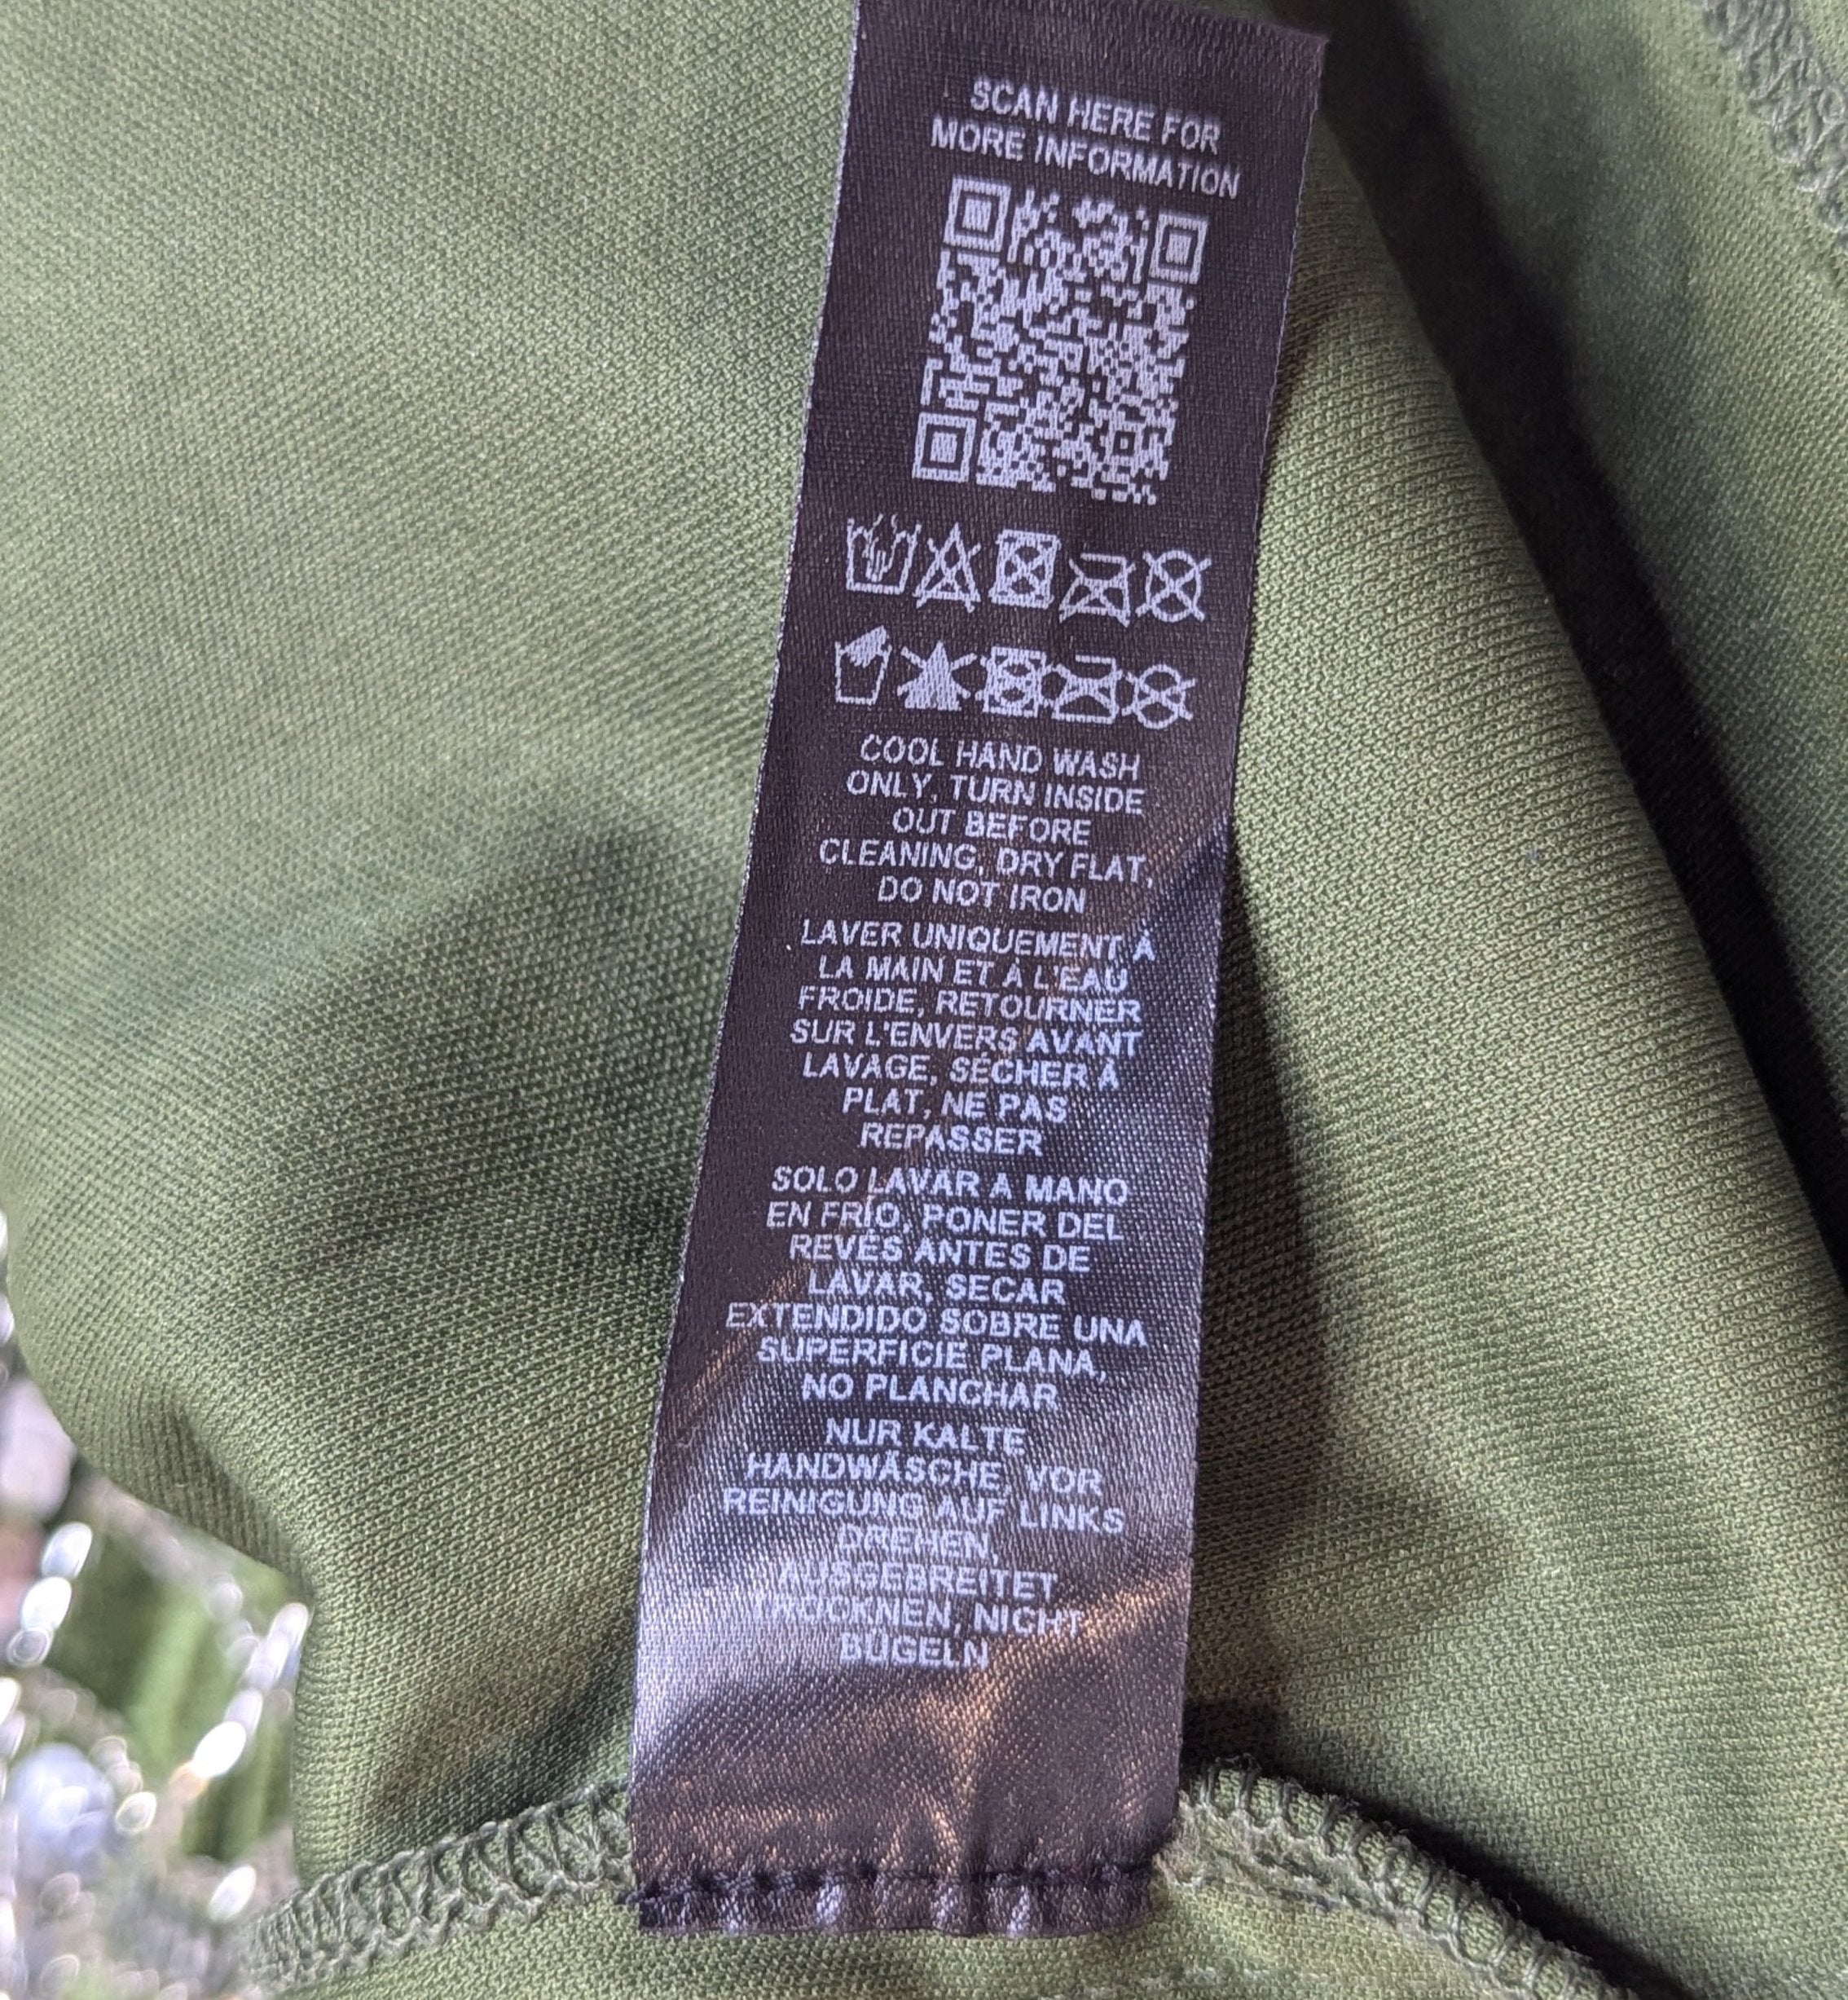 SCAN HERE FOR
MORE INFORMATION
COOL HAND WASH
ONLY, TURN INSIDE
OUT BEFORE
CLEANING, DRY FLAT,
DO NOT IRON
LAVER UNIQUEMENT À
LA MAIN ET À L'EAU
FROIDE, RETOURNER
SUR L'ENVERS AVANT
LAVAGE, SÉCHER À
PLAT, NE PAS
REPASSER
SOLO LAVAR A MANO
EN FRÍO, PONER DEL
REVÉS ANTES DE
LAVAR, SECAR
EXTENDIDO SOBRE UNA
SUPERFICIE PLANA,
NO PLANCHAR
NUR KALTE
HANDWÄSCHE, VOR
REINIGUNG AUF LINKS
DREHEN,
AUSGEBREITET
TROCKNEN, NICHT
BÜGELN